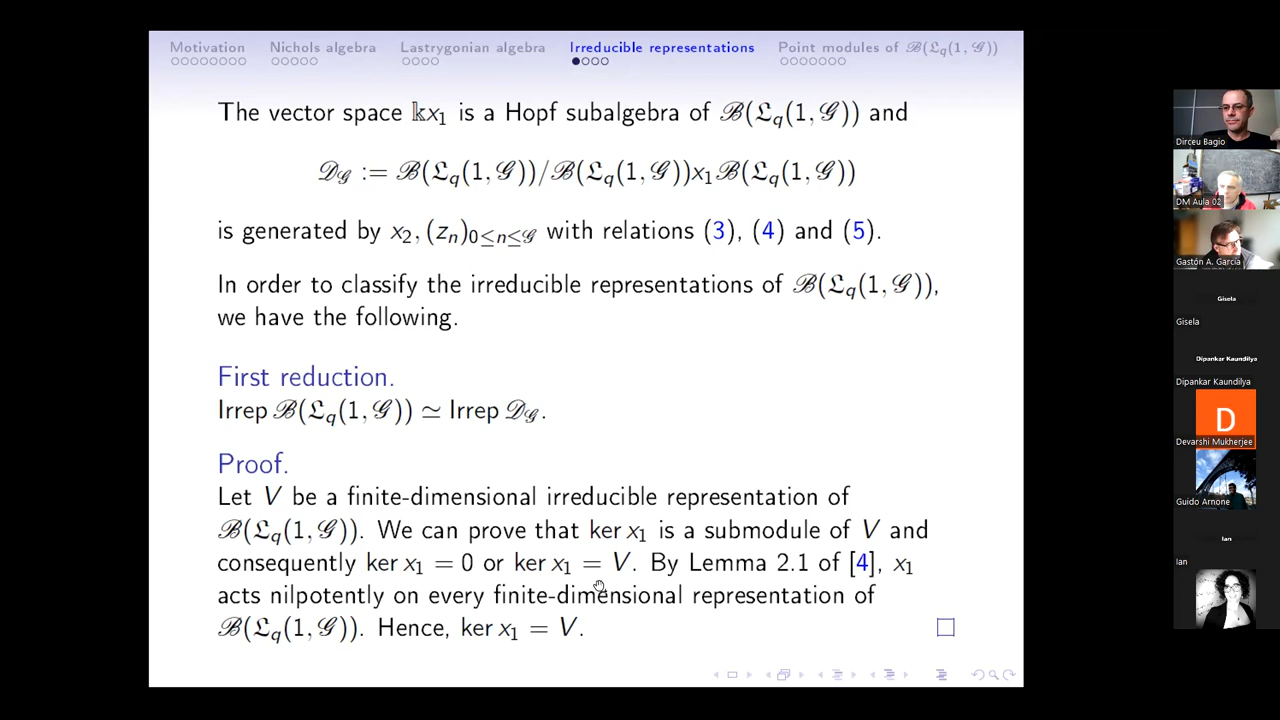 Motivation Nichols algebra Lastrygonian algebra Irreducible representations Point modules of ℬ(𝔏q(1,𝒢))
The vector space 𝕜x₁ is a Hopf subalgebra of ℬ(𝔏q(1,𝒢)) and
𝒟𝒢 := ℬ(𝔏q(1,𝒢))/ℬ(𝔏q(1,𝒢))x₁ℬ(𝔏q(1,𝒢))
is generated by x₂, (zₙ)₀≤n≤𝒢 with relations (3), (4) and (5).
In order to classify the irreducible representations of ℬ(𝔏q(1,𝒢)),
we have the following.
First reduction.
Irrep ℬ(𝔏q(1,𝒢)) ≃ Irrep 𝒟𝒢.
Proof.
Let V be a finite-dimensional irreducible representation of
ℬ(𝔏q(1,𝒢)). We can prove that ker x₁ is a submodule of V and
consequently ker x₁ = 0 or ker x₁ = V. By Lemma 2.1 of [4], x₁
acts nilpotently on every finite-dimensional representation of
ℬ(𝔏q(1,𝒢)). Hence, ker x₁ = V.
Dirceu Bagio
DM Aula 02
Gastón A. García
Gisela
Gisela
Dipankar Kaundilya
Dipankar Kaundilya
D
Devarshi Mukherjee
Guido Arnone
Ian
Ian